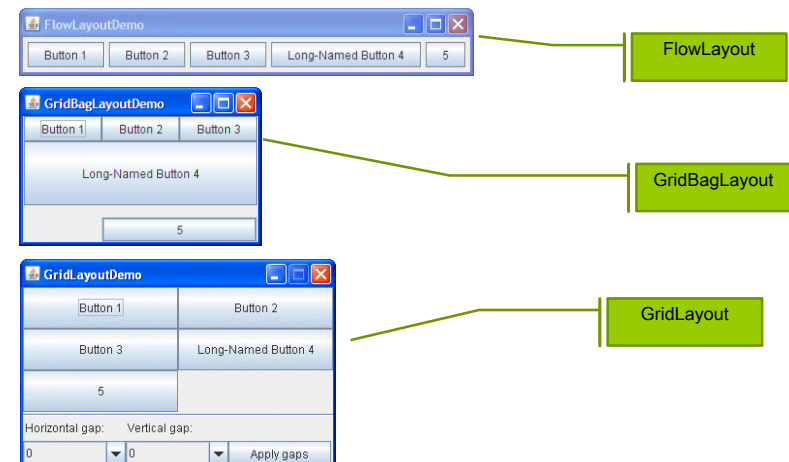 FlowLayoutDemo
Button 1 Button 2 Button 3 Long-Named Button 4 5
FlowLayout
GridBagLayoutDemo
Button 1 Button 2 Button 3
Long-Named Button 4
5
GridBagLayout
GridLayoutDemo
Button 1 Button 2
Button 3 Long-Named Button 4
5
Horizontal gap: Vertical gap:
0 0 Apply gaps
GridLayout